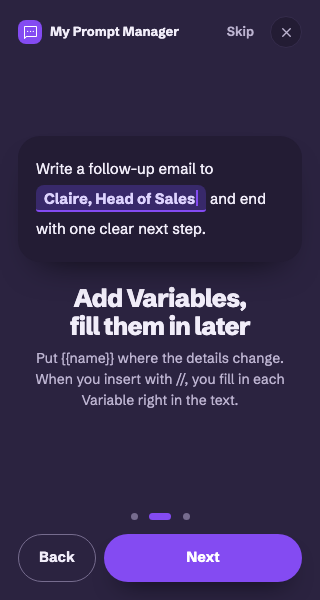 My Prompt Manager
Skip
Write a follow-up email to
Claire, Head of Sales and end
with one clear next step.
Add Variables,
fill them in later
Put {{name}} where the details change.
When you insert with //, you fill in each
Variable right in the text.
Back
Next